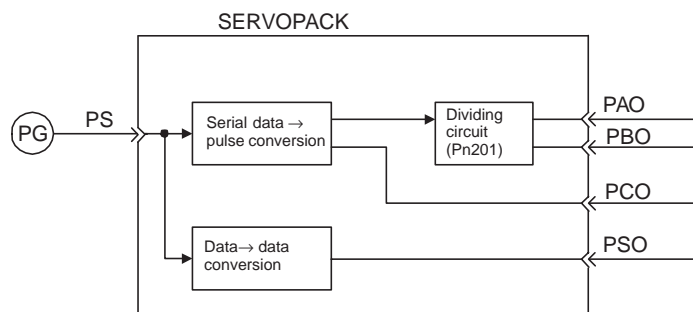 SERVOPACK
PG
PS
Serial data →
pulse conversion
Dividing
circuit
(Pn201)
PAO
PBO
PCO
Data→ data
conversion
PSO